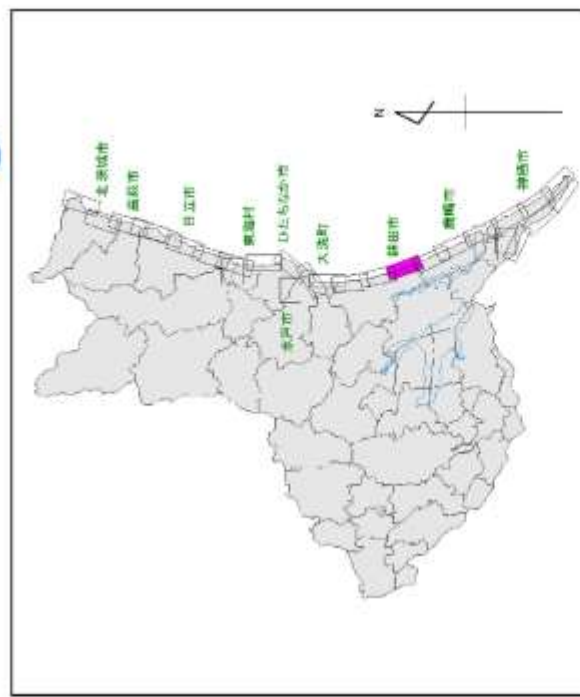 北茨城市
高萩市
日立市
東海村
ひたちなか市
水戸市
大洗町
鉾田市
鹿嶋市
神栖市
N